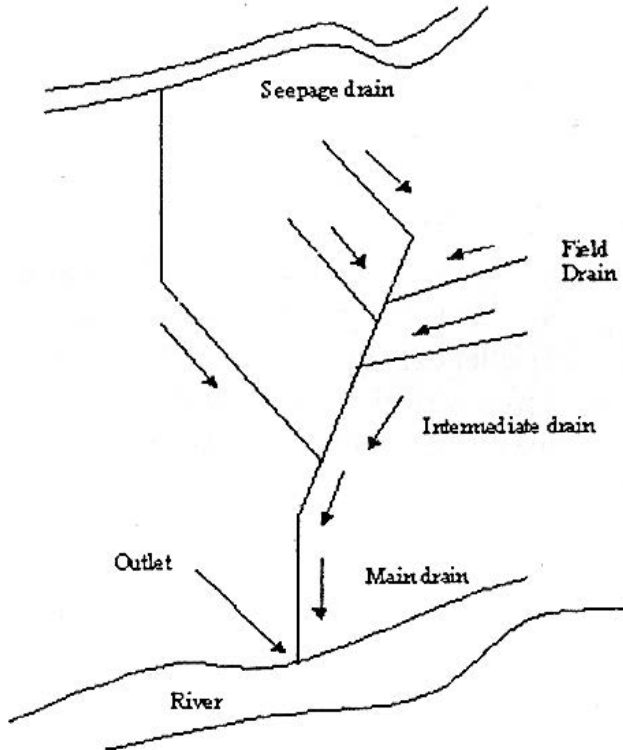 Seepage drain
Field
Drain
Intermediate drain
Outlet
Main drain
River